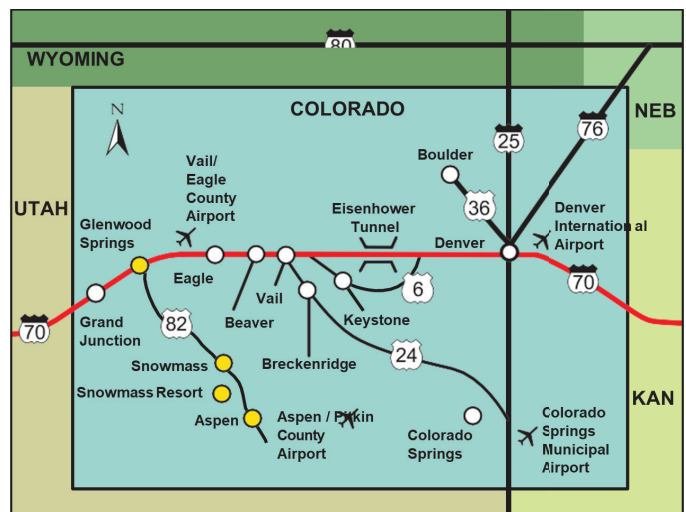 80
WYOMING
N
COLORADO
NEB
25
76
Boulder
Vail/
Eagle
County
Airport
36
UTAH
Glenwood
Springs
Eisenhower
Tunnel
Denver
Denver
International
Airport
Eagle
Vail
6
70
70
Grand
Junction
82
Beaver
Keystone
Snowmass
Breckenridge
24
Snowmass Resort
KAN
Aspen
Aspen / Pitkin
County
Airport
Colorado
Springs
Colorado
Springs
Municipal
Airport